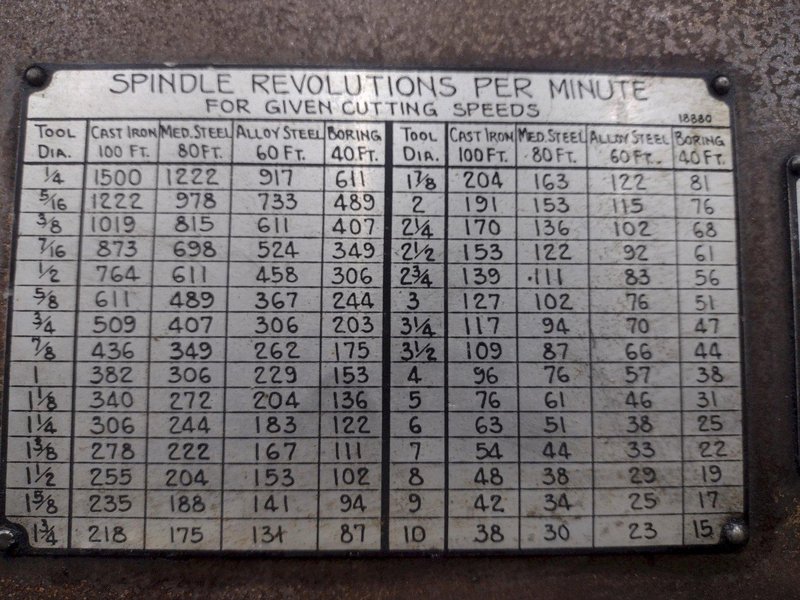 SPINDLE REVOLUTIONS PER MINUTE
FOR GIVEN CUTTING SPEEDS
18880
TOOL DIA. CAST IRON 100 FT. MED. STEEL 80 FT. ALLOY STEEL 60 FT. BORING 40 FT. TOOL DIA. CAST IRON 100 FT. MED. STEEL 80 FT. ALLOY STEEL 60 FT. BORING 40 FT.
1/4 1500 1222 917 611 1 7/8 204 163 122 81
5/16 1222 978 733 489 2 191 153 115 76
3/8 1019 815 611 407 2 1/4 170 136 102 68
7/16 873 698 524 349 2 1/2 153 122 92 61
1/2 764 611 458 306 2 3/4 139 111 83 56
5/8 611 489 367 244 3 127 102 76 51
3/4 509 407 306 203 3 1/4 117 94 70 47
7/8 436 349 262 175 3 1/2 109 87 66 44
1 382 306 229 153 4 96 76 57 38
1 1/8 340 272 204 136 5 76 61 46 31
1 1/4 306 244 183 122 6 63 51 38 25
1 3/8 278 222 167 111 7 54 44 33 22
1 1/2 255 204 153 102 8 48 38 29 19
1 5/8 235 188 141 94 9 42 34 25 17
1 3/4 218 175 131 87 10 38 30 23 15